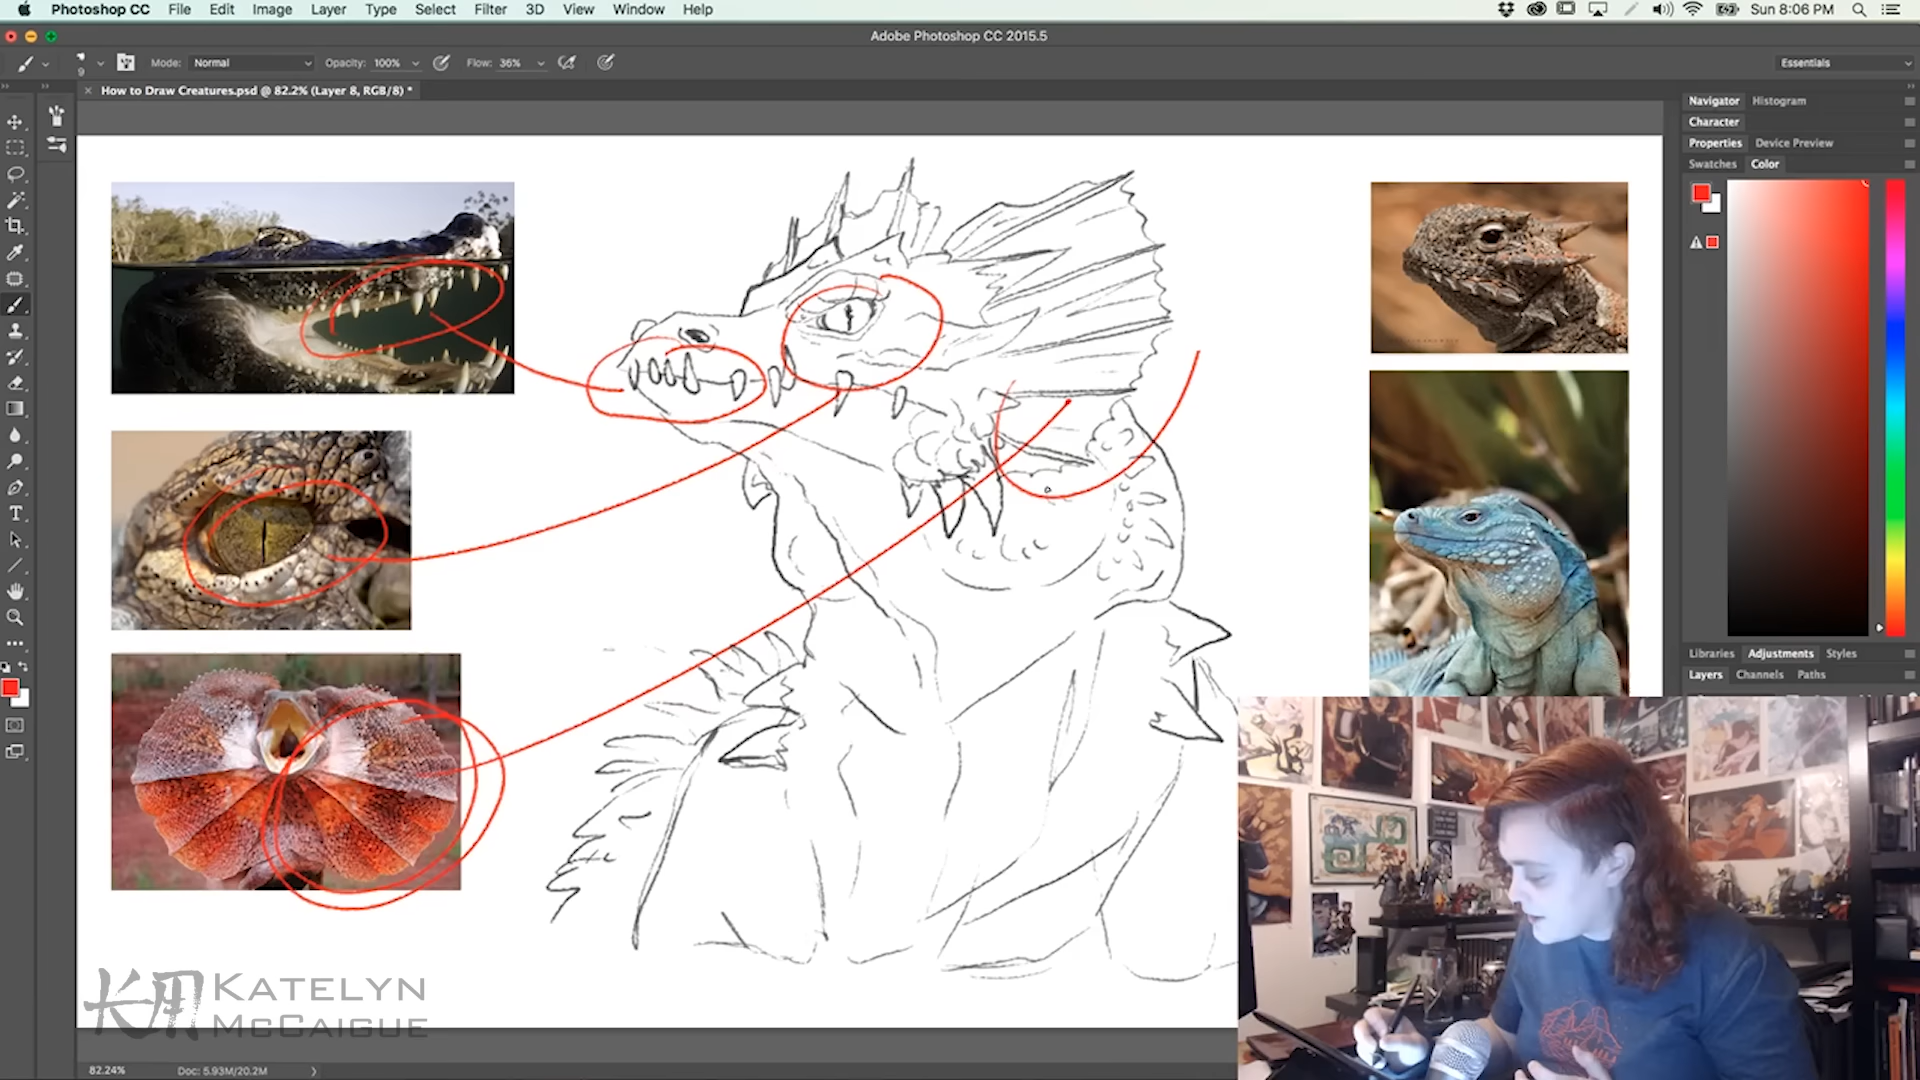 Photoshop CC File Edit Image Layer Type Select Filter 3D View Window Help Sun 8:06 PM
Adobe Photoshop CC 2015.5
9 Mode: Normal Opacity: 100% Flow: 36% Essentials
× How to Draw Creatures.psd @ 82.2% (Layer 8, RGB/8) *
Navigator Histogram
Character
Properties Device Preview
Swatches Color
Libraries Adjustments Styles
Layers Channels Paths
KATELYN
MCCAIGUE
82.24% Doc: 5.93M/20.2M